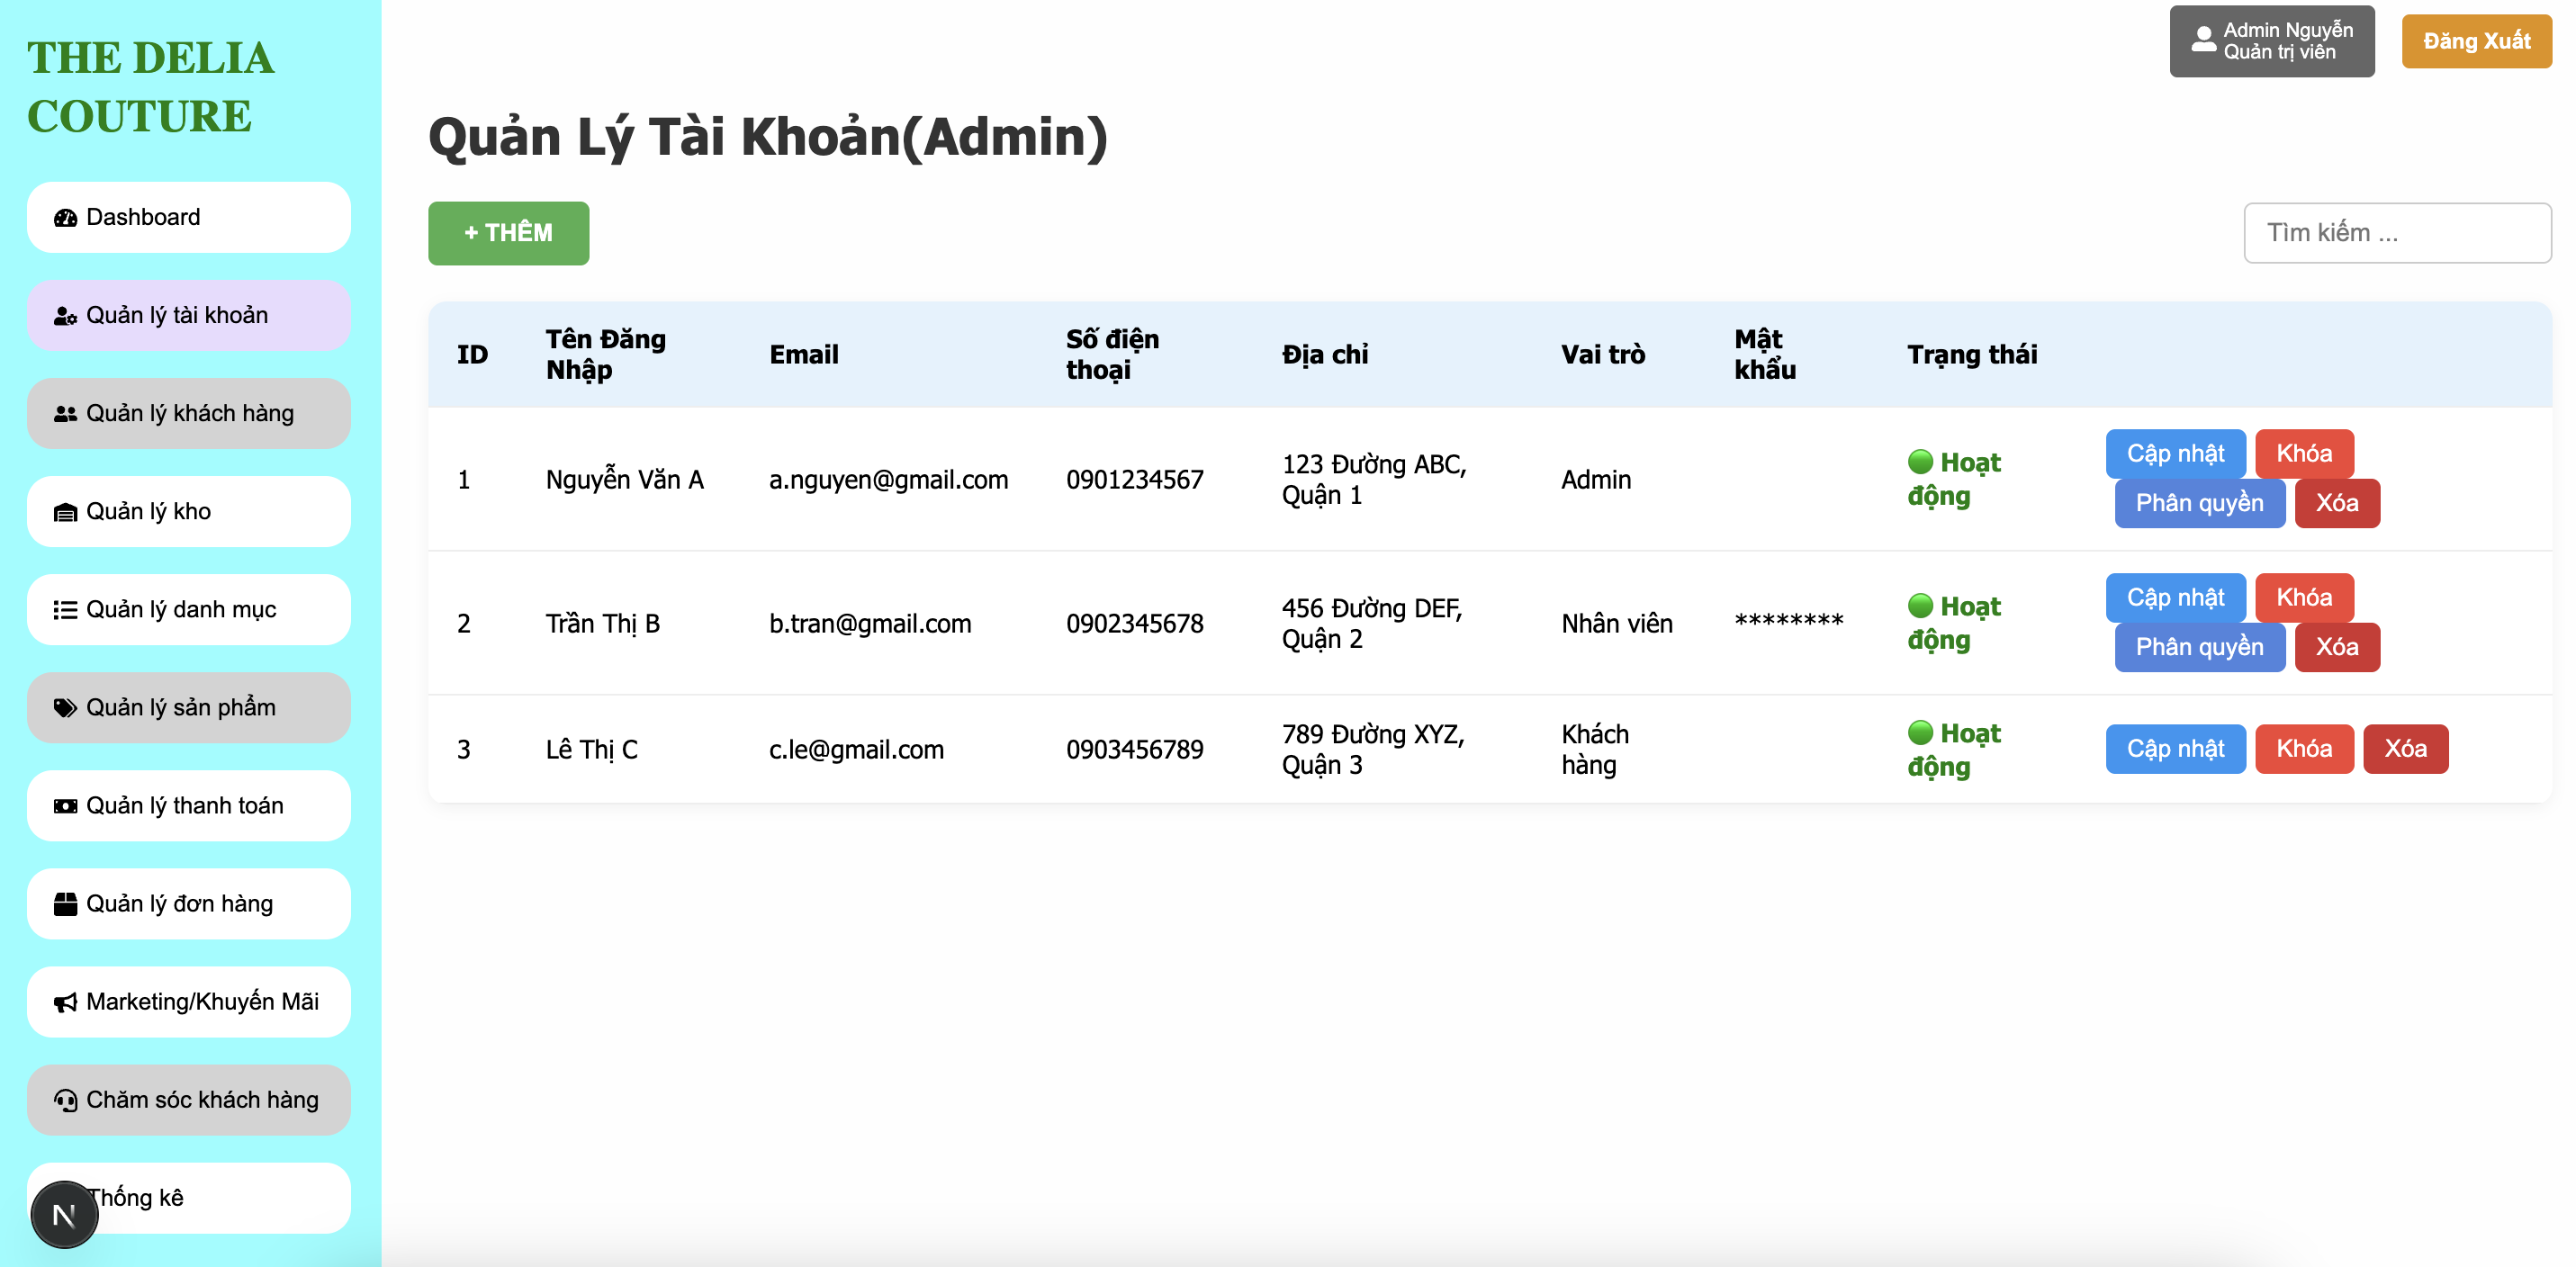 THE DELIA
COUTURE
Dashboard
Quản lý tài khoản
Quản lý khách hàng
Quản lý kho
Quản lý danh mục
Quản lý sản phẩm
Quản lý thanh toán
Quản lý đơn hàng
Marketing/Khuyến Mãi
Chăm sóc khách hàng
Thống kê
N
Admin Nguyễn
Quản trị viên
Đăng Xuất
Quản Lý Tài Khoản(Admin)
+ THÊM
Tìm kiếm ...
ID Tên Đăng Nhập Email Số điện thoại Địa chỉ Vai trò Mật khẩu Trạng thái
1 Nguyễn Văn A a.nguyen@gmail.com 0901234567 123 Đường ABC, Quận 1 Admin Hoạt động Cập nhật Khóa Phân quyền Xóa
2 Trần Thị B b.tran@gmail.com 0902345678 456 Đường DEF, Quận 2 Nhân viên ******** Hoạt động Cập nhật Khóa Phân quyền Xóa
3 Lê Thị C c.le@gmail.com 0903456789 789 Đường XYZ, Quận 3 Khách hàng Hoạt động Cập nhật Khóa Xóa